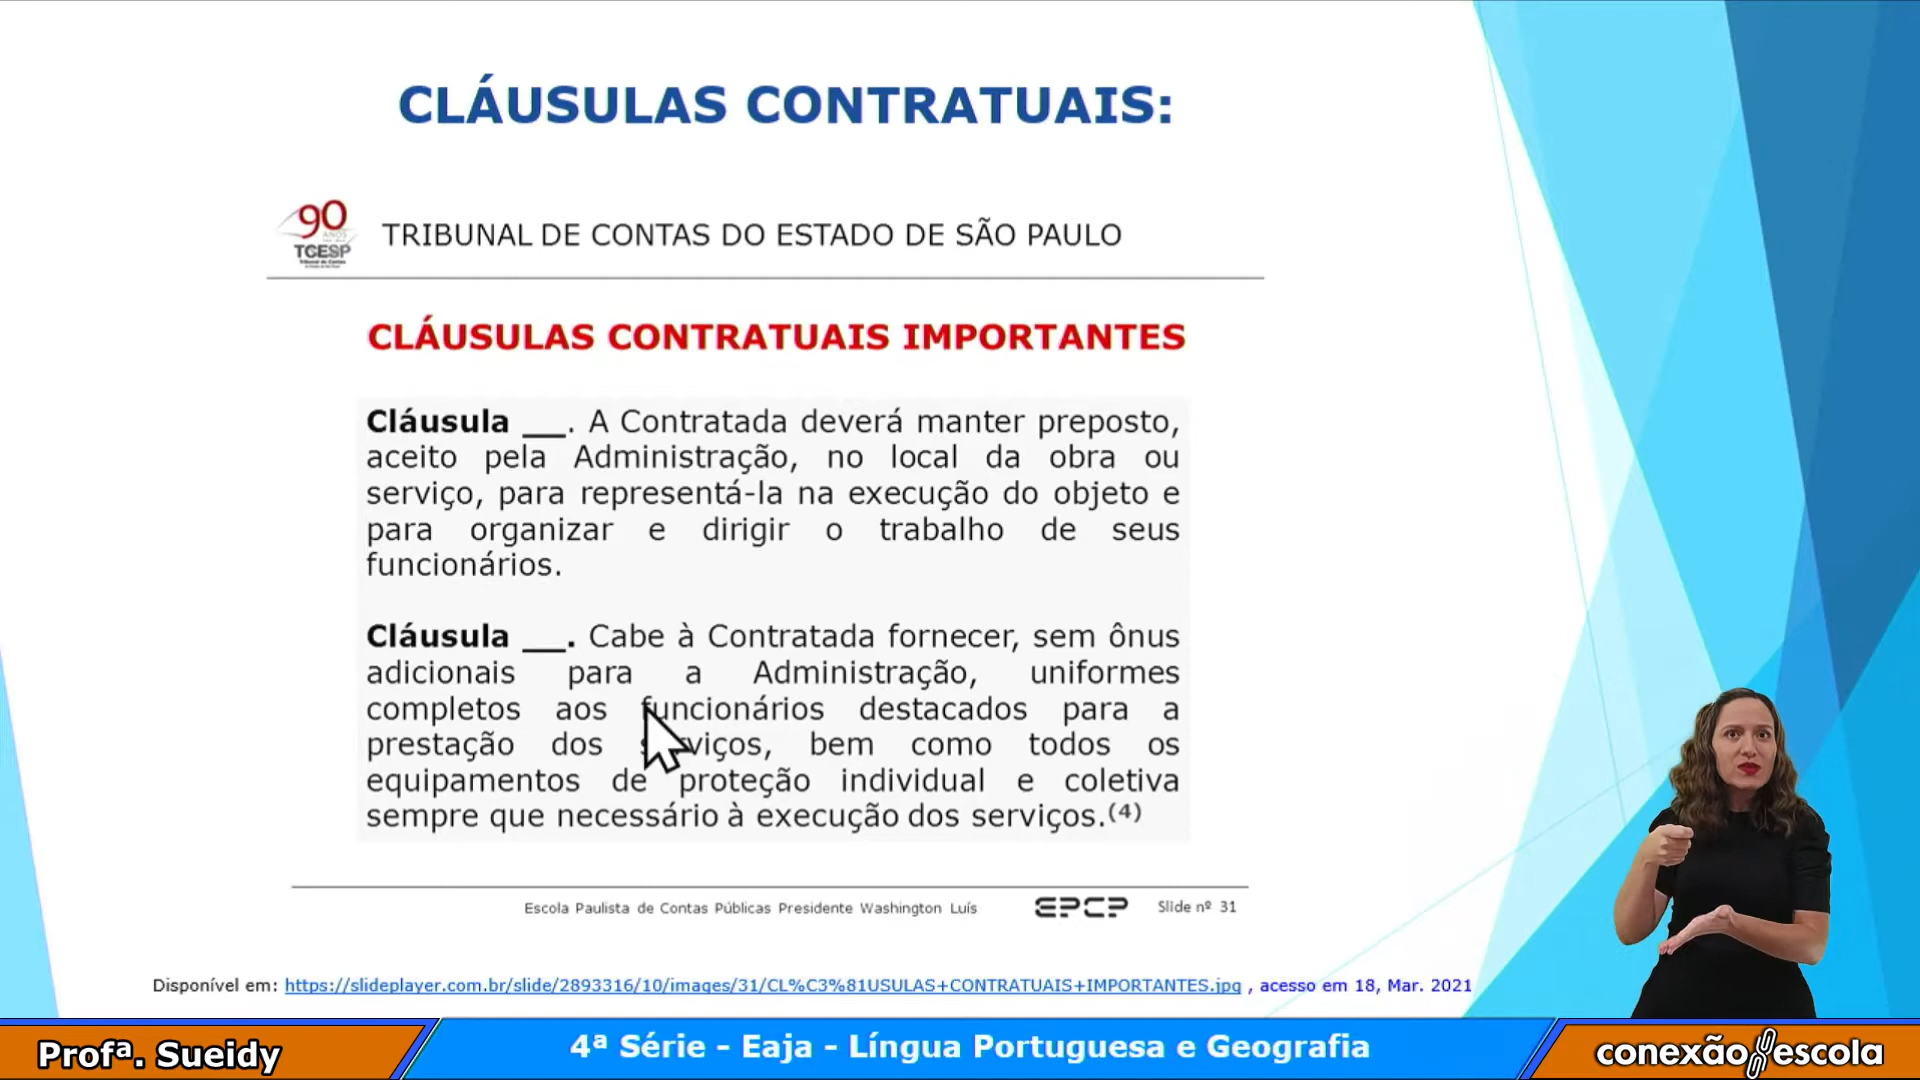 CLÁUSULAS CONTRATUAIS:
90
ANOS
TCESP
Tribunal de Contas
TRIBUNAL DE CONTAS DO ESTADO DE SÃO PAULO
CLÁUSULAS CONTRATUAIS IMPORTANTES
Cláusula __. A Contratada deverá manter preposto,
aceito pela Administração, no local da obra ou
serviço, para representá-la na execução do objeto e
para organizar e dirigir o trabalho de seus
funcionários.
Cláusula __. Cabe à Contratada fornecer, sem ônus
adicionais para a Administração, uniformes
completos aos funcionários destacados para a
prestação dos serviços, bem como todos os
equipamentos de proteção individual e coletiva
sempre que necessário à execução dos serviços.(4)
Escola Paulista de Contas Públicas Presidente Washington Luís
EPCP
Slide nº 31
Disponível em: https://slideplayer.com.br/slide/2893316/10/images/31/CL%C3%81USULAS+CONTRATUAIS+IMPORTANTES.jpg , acesso em 18, Mar. 2021
Profª. Sueidy
4ª Série - Eaja - Língua Portuguesa e Geografia
conexão escola